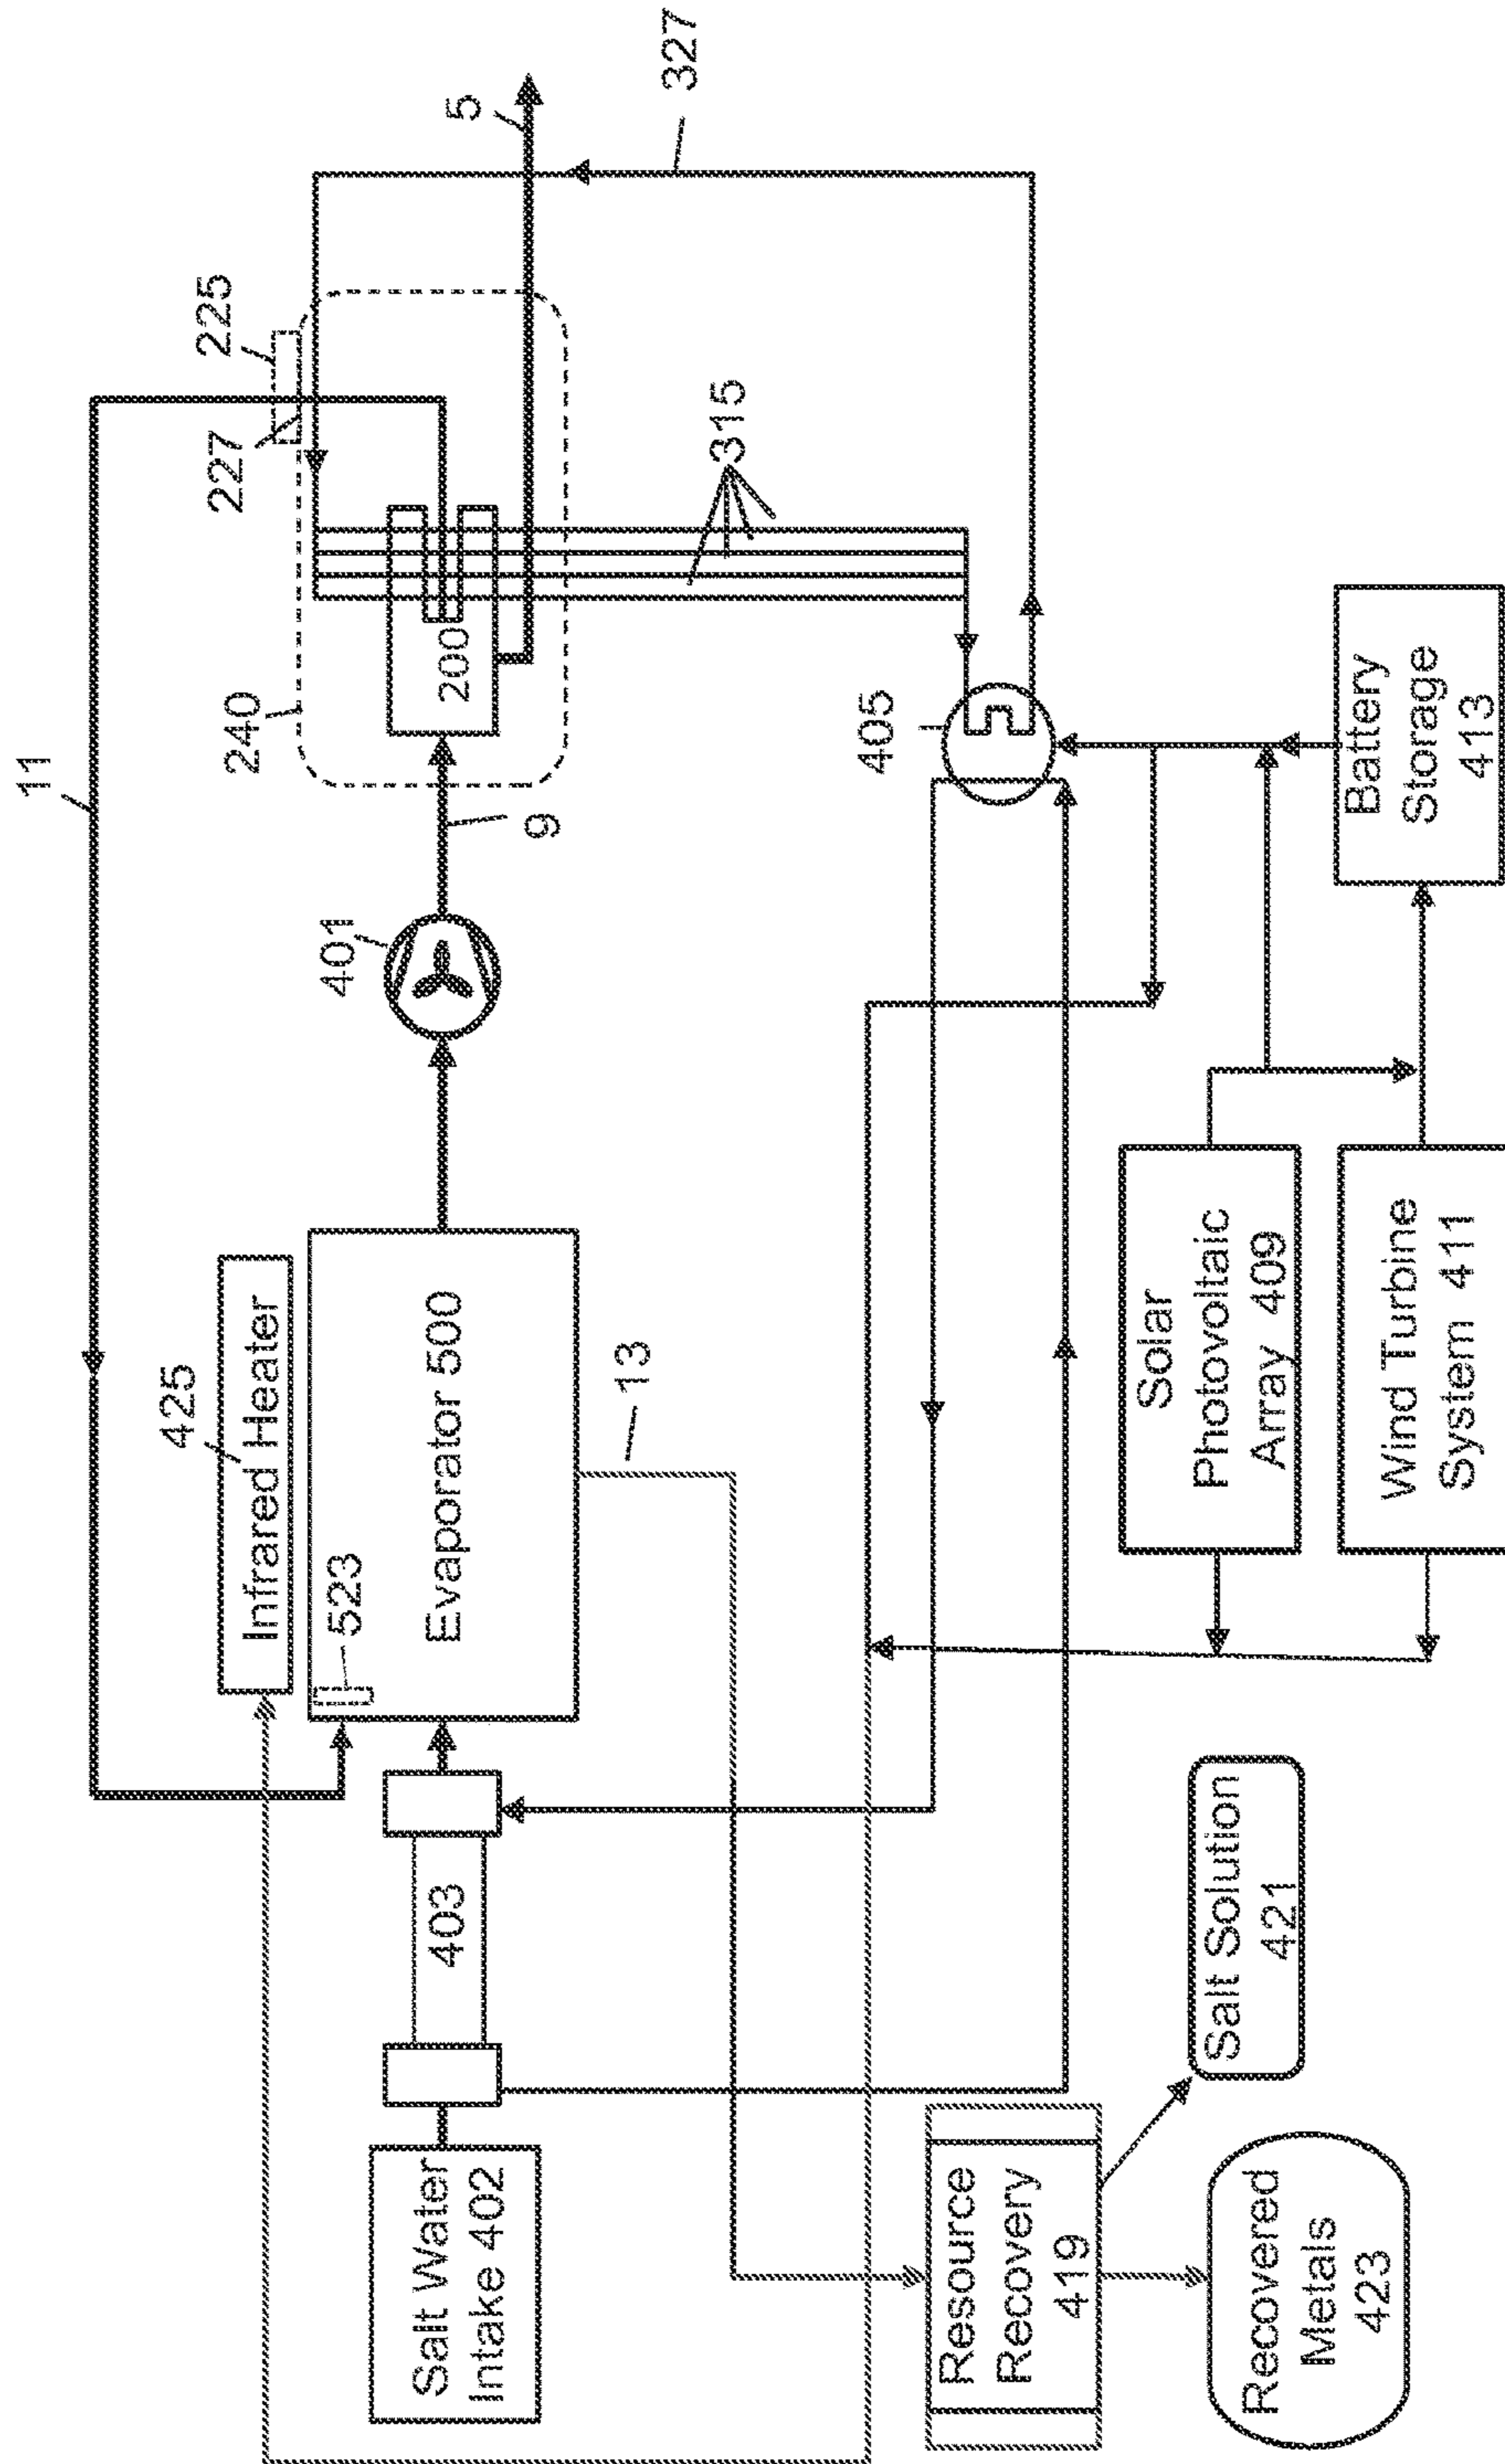 11
225
227
5
327
240
200
315
9
401
405
425
Infrared Heater
523
Evaporator 500
13
403
Salt Water
Intake 402
Battery
Storage
413
Solar
Photovoltaic
Array 409
Wind Turbine
System 411
Resource
Recovery
419
Salt Solution
421
Recovered
Metals
423